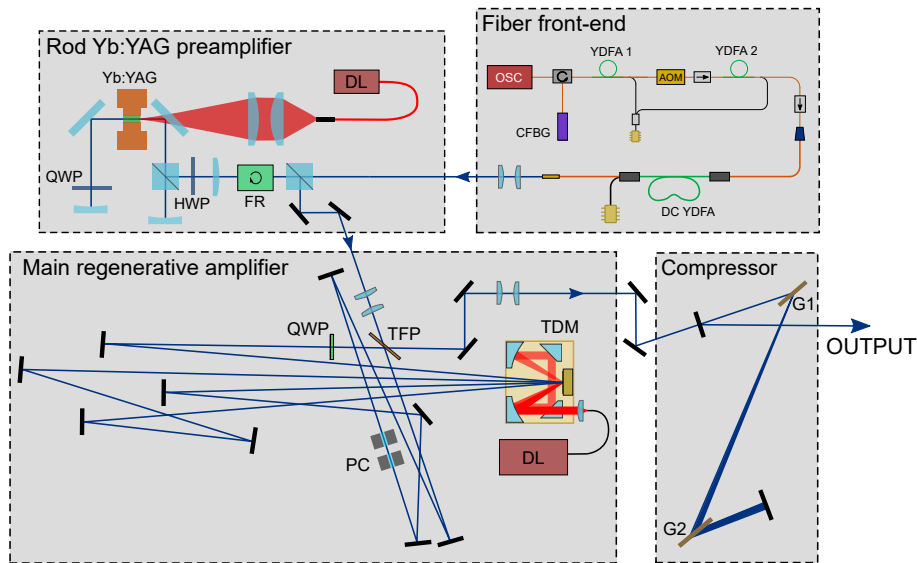 Rod Yb:YAG preamplifier
Yb:YAG
DL
QWP
HWP
FR
Fiber front-end
YDFA 1
YDFA 2
OSC
AOM
CFBG
DC YDFA
Main regenerative amplifier
QWP
TFP
TDM
PC
DL
Compressor
G1
OUTPUT
G2